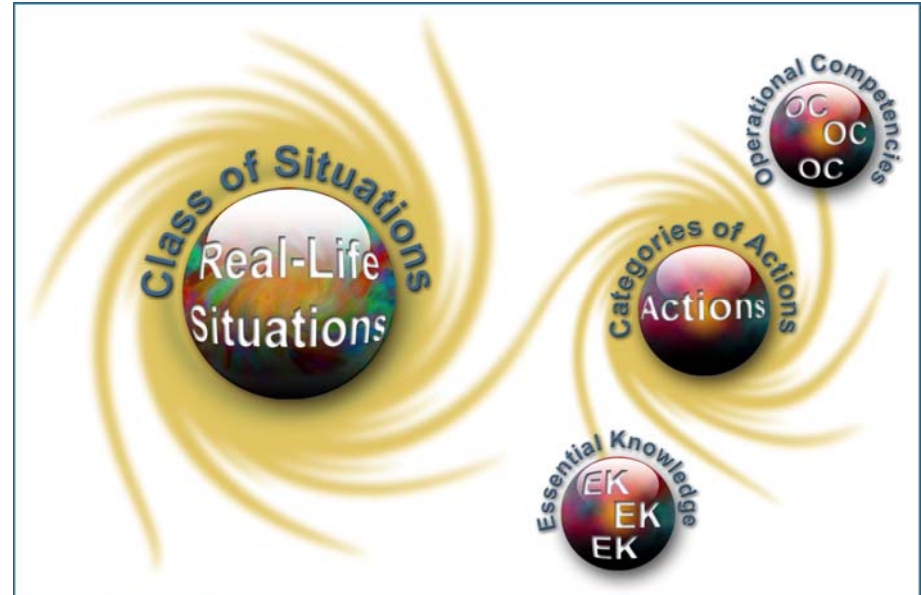 Class of Situations
Real-Life
Situations
Operational Competencies
OC
OC
OC
Categories of Actions
Actions
Essential Knowledge
EK
EK
EK